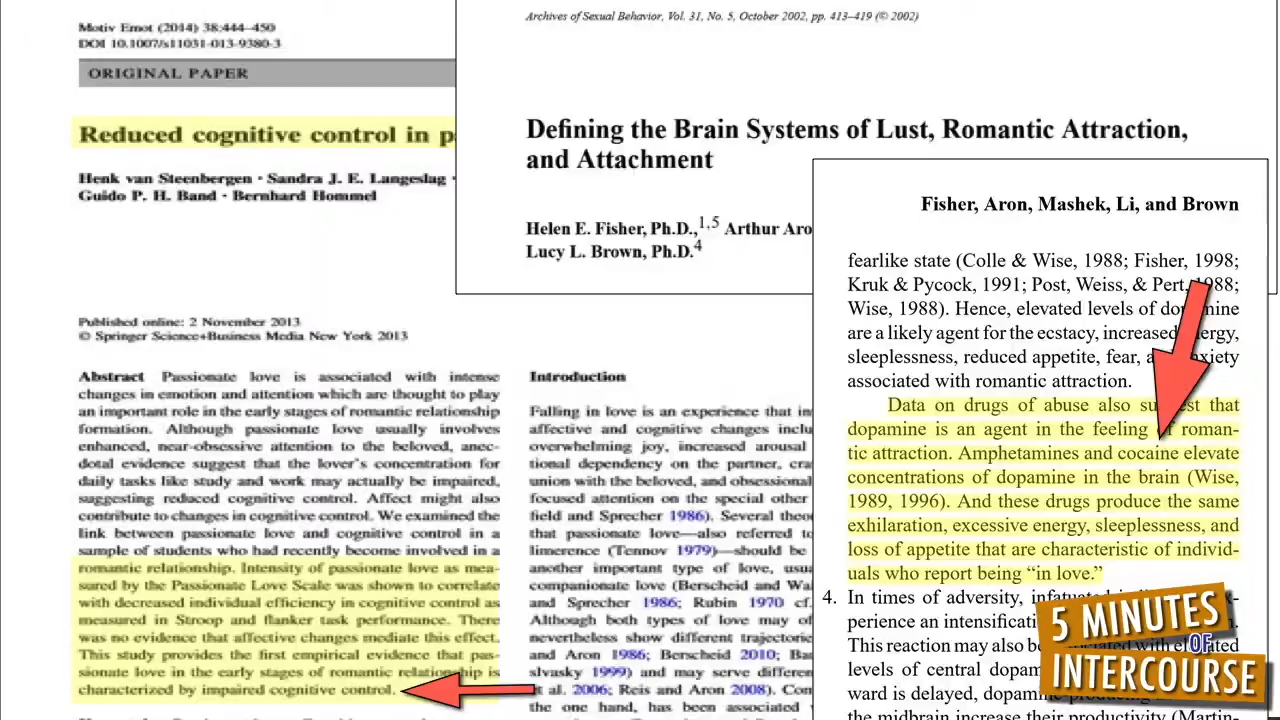 Motiv Emot (2014) 38:444–450
DOI 10.1007/s11031-013-9380-3
ORIGINAL PAPER
Reduced cognitive control in p
Henk van Steenbergen · Sandra J. E. Langeslag ·
Guido P. H. Band · Bernhard Hommel
Published online: 2 November 2013
© Springer Science+Business Media New York 2013
Abstract Passionate love is associated with intense
changes in emotion and attention which are thought to play
an important role in the early stages of romantic relationship
formation. Although passionate love usually involves
enhanced, near-obsessive attention to the beloved, anec-
dotal evidence suggest that the lover's concentration for
daily tasks like study and work may actually be impaired,
suggesting reduced cognitive control. Affect might also
contribute to changes in cognitive control. We examined the
link between passionate love and cognitive control in a
sample of students who had recently become involved in a
romantic relationship. Intensity of passionate love as mea-
sured by the Passionate Love Scale was shown to correlate
with decreased individual efficiency in cognitive control as
measured in Stroop and flanker task performance. There
was no evidence that affective changes mediate this effect.
This study provides the first empirical evidence that pas-
sionate love in the early stages of romantic relationship is
characterized by impaired cognitive control.
Introduction
Falling in love is an experience that in
affective and cognitive changes inclu
overwhelming joy, increased arousal
tional dependency on the partner, cra
union with the beloved, and obsessional
focused attention on the special other
field and Sprecher 1986). Several theo
that passionate love—also referred to
limerence (Tennov 1979)—should be
another important type of love, usu
companionate love (Berscheid and Wa
and Sprecher 1986; Rubin 1970 cf.
Although both types of love may of
nevertheless show different trajectorie
and Aron 1986; Berscheid 2010; Ba
slavsky 1999) and may serve differen
et al. 2006; Reis and Aron 2008). Con
the one hand, has been associated
Archives of Sexual Behavior, Vol. 31, No. 5, October 2002, pp. 413–419 (© 2002)
Defining the Brain Systems of Lust, Romantic Attraction,
and Attachment
Helen E. Fisher, Ph.D.,1,5 Arthur Aro
Lucy L. Brown, Ph.D.4
Fisher, Aron, Mashek, Li, and Brown
fearlike state (Colle & Wise, 1988; Fisher, 1998;
Kruk & Pycock, 1991; Post, Weiss, & Pert, 1988;
Wise, 1988). Hence, elevated levels of dopamine
are a likely agent for the ecstacy, increased energy,
sleeplessness, reduced appetite, fear, and anxiety
associated with romantic attraction.
Data on drugs of abuse also suggest that
dopamine is an agent in the feeling of roman-
tic attraction. Amphetamines and cocaine elevate
concentrations of dopamine in the brain (Wise,
1989, 1996). And these drugs produce the same
exhilaration, excessive energy, sleeplessness, and
loss of appetite that are characteristic of individ-
uals who report being “in love.”
4. In times of adversity,
perience an
This reaction may also be
levels of central
ward is delayed,
the midbrain increase their productivity
5 MINUTES
OF
INTERCOURSE